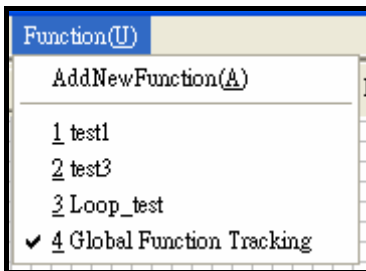 Function(U)
AddNewFunction(A)
1 test1
2 test3
3 Loop_test
✓ 4 Global Function Tracking